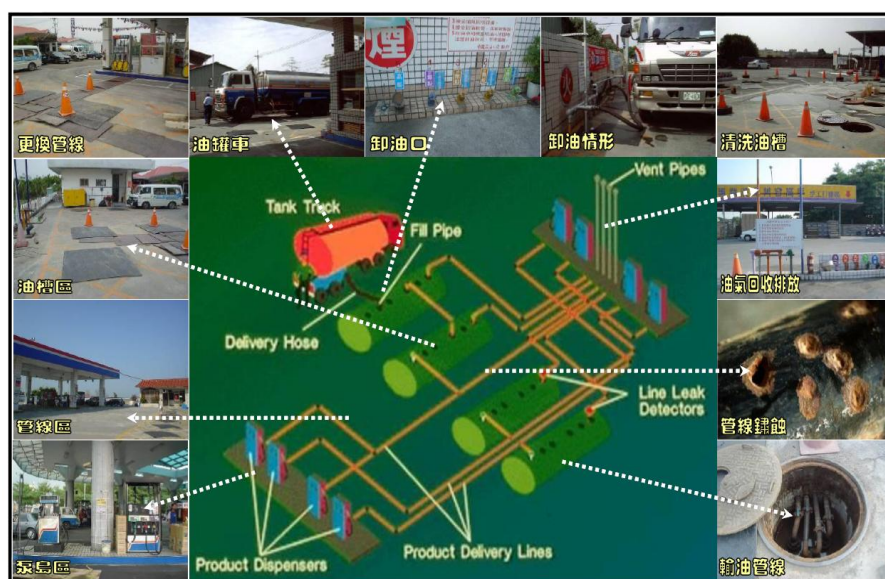 煙
更換管線
油罐車
卸油口
卸油情形
清洗油槽
Vent Pipes
Tank Truck
Fill Pipe
油槽區
油氣回收排放
Delivery Hose
Line Leak
Detectors
管線區
管線鏽蝕
Product Dispensers
Product Delivery Lines
泵島區
輸油管線